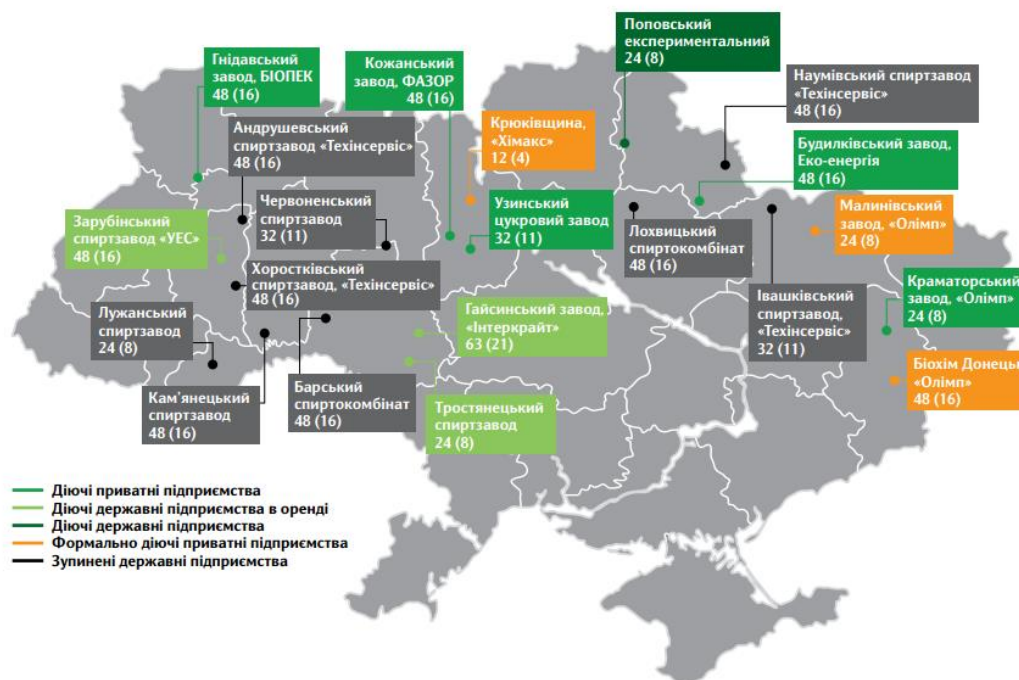 Гнідавський
завод, БІОПЕК
48 (16)
Кожанський
завод, ФАЗОР
48 (16)
Поповський
експериментальний
24 (8)
Наумівський спиртзавод
«Техінсервіс»
48 (16)
Андрушевський
спиртзавод «Техінсервіс»
48 (16)
Крюківщина,
«Хімакс»
12 (4)
Будилківський завод,
Еко-енергія
48 (16)
Червоненський
спиртзавод
32 (11)
Узинський
цукровий завод
32 (11)
Лохвицький
спиртокомбінат
48 (16)
Малинівський
завод, «Олімп»
24 (8)
Зарубінський
спиртзавод «УЕС»
48 (16)
Хоростківський
спиртзавод, «Техінсервіс»
48 (16)
Краматорський
завод, «Олімп»
24 (8)
Лужанський
спиртзавод
24 (8)
Гайсинський завод,
«Інтеркрайт»
63 (21)
Івашківський
спиртзавод,
«Техінсервіс»
32 (11)
Біохім Донецьк
«Олімп»
48 (16)
Кам’янецький
спиртзавод
48 (16)
Барський
спиртокомбінат
48 (16)
Тростянецький
спиртзавод
24 (8)
Діючі приватні підприємства
Діючі державні підприємства в оренді
Діючі державні підприємства
Формально діючі приватні підприємства
Зупинені державні підприємства